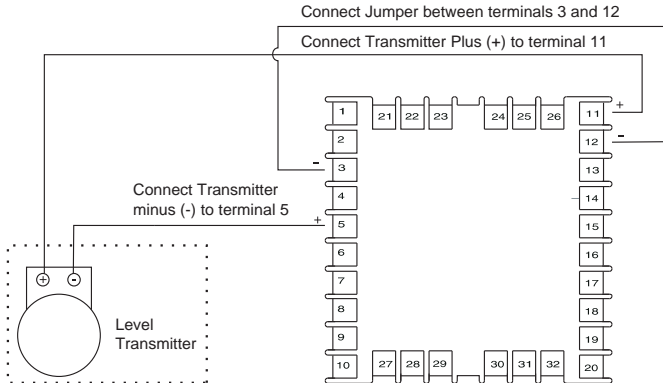 Connect Jumper between terminals 3 and 12
Connect Transmitter Plus (+) to terminal 11
1 21 22 23 24 25 26 11 +
2 12 -
- 3 13
Connect Transmitter
minus (-) to terminal 5
4 14
+ 5 15
6 16
7 17
+ -
8 18
Level
Transmitter
9 19
10 27 28 29 30 31 32 20